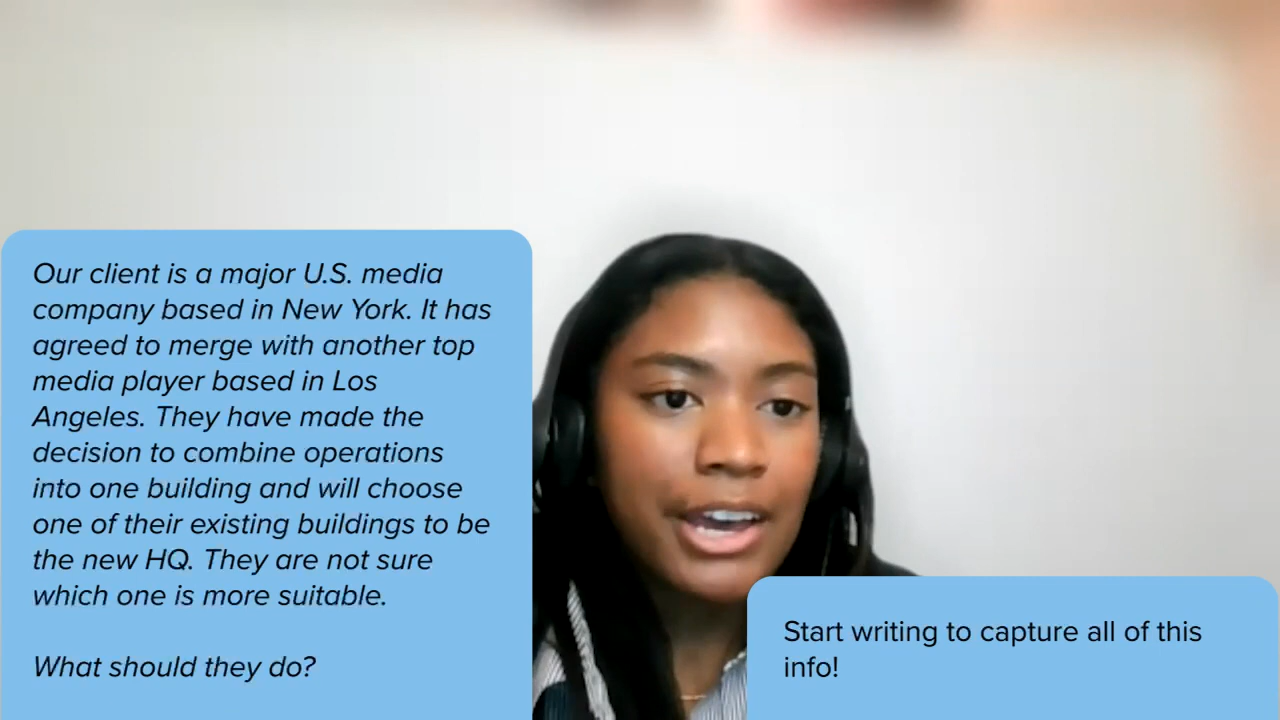 Our client is a major U.S. media
company based in New York. It has
agreed to merge with another top
media player based in Los
Angeles. They have made the
decision to combine operations
into one building and will choose
one of their existing buildings to be
the new HQ. They are not sure
which one is more suitable.
What should they do?
Start writing to capture all of this
info!